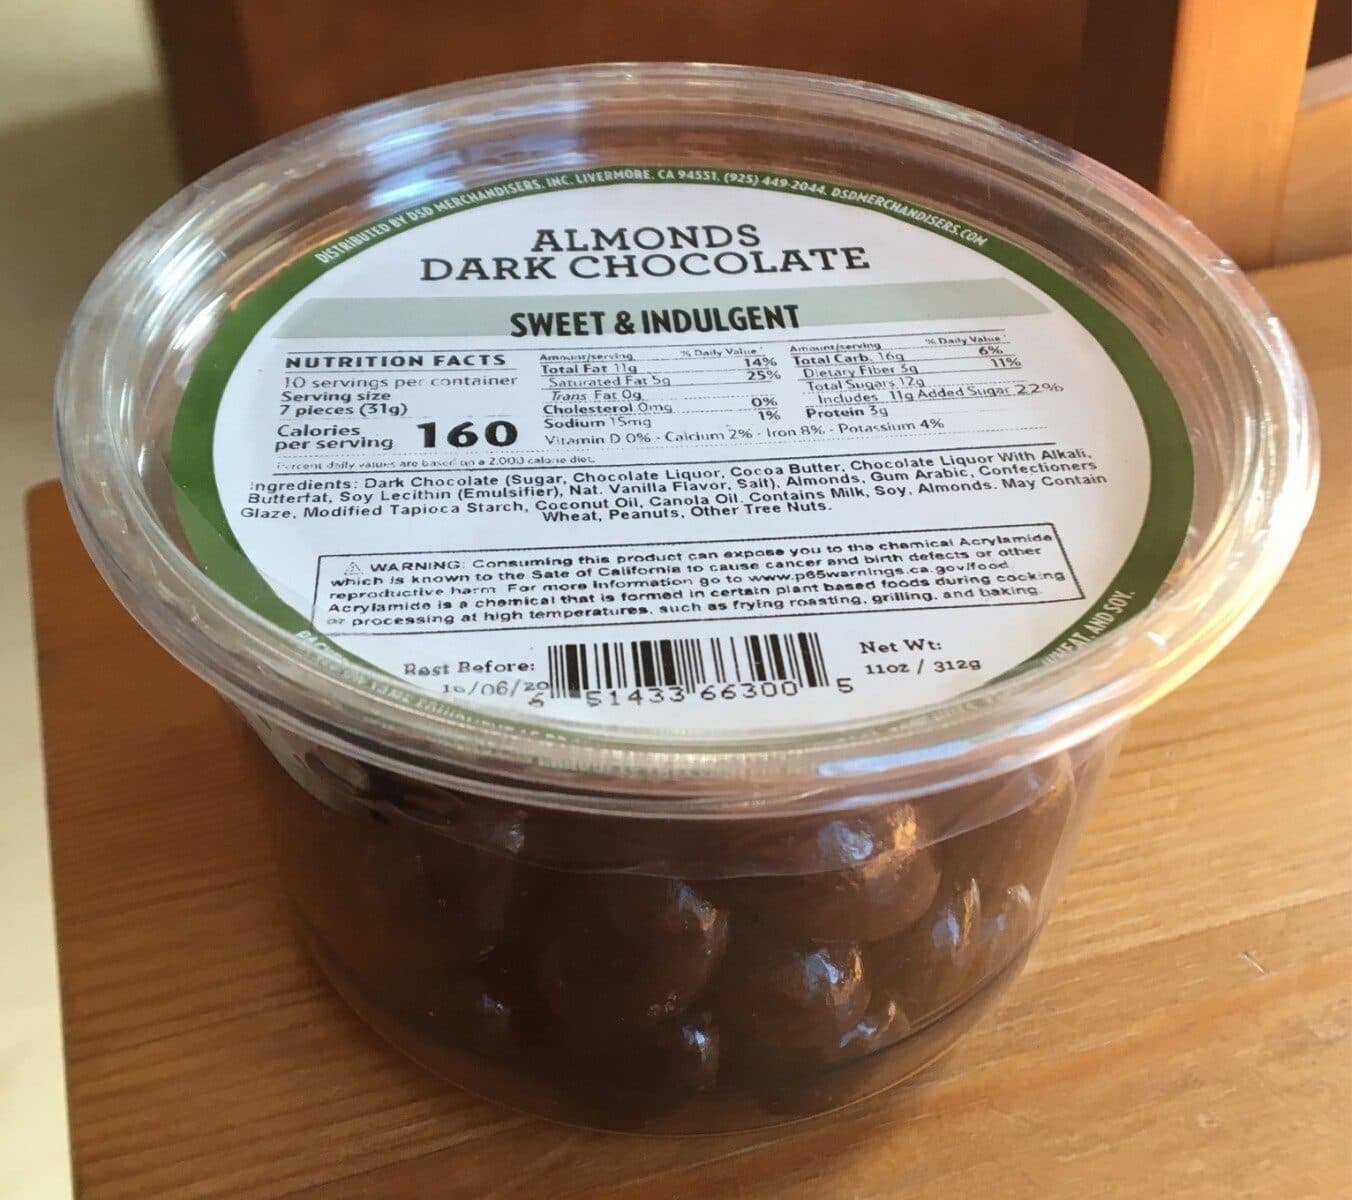 DISTRIBUTED BY DSD MERCHANDISERS, INC. LIVERMORE, CA 94551, (925) 449-2044. DSDMERCHANDISERS.COM
ALMONDS
DARK CHOCOLATE
SWEET & INDULGENT
NUTRITION FACTS
10 servings per container
Serving size
7 pieces (31g)
Calories
per serving 160
Amount/serving % Daily Value*
Total Fat 11g 14%
Saturated Fat 5g 25%
Trans Fat 0g
Cholesterol 0mg 0%
Sodium 15mg 1%
Amount/serving % Daily Value*
Total Carb. 16g 6%
Dietary Fiber 3g 11%
Total Sugars 12g
Includes 11g Added Sugar 22%
Protein 3g
Vitamin D 0% - Calcium 2% - Iron 8% - Potassium 4%
Percent daily values are based on a 2,000 calorie diet.
Ingredients: Dark Chocolate (Sugar, Chocolate Liquor, Cocoa Butter, Chocolate Liquor With Alkali,
Butterfat, Soy Lecithin (Emulsifier), Nat. Vanilla Flavor, Salt), Almonds, Gum Arabic, Confectioners
Glaze, Modified Tapioca Starch, Coconut Oil, Canola Oil. Contains Milk, Soy, Almonds. May Contain
Wheat, Peanuts, Other Tree Nuts.
⚠ WARNING: Consuming this product can expose you to the chemical Acrylamide
which is known to the Sate of California to cause cancer and birth defects or other
reproductive harm. For more Information go to www.p65warnings.ca.gov/food
Acrylamide is a chemical that is formed in certain plant based foods during cooking
or processing at high temperatures, such as frying roasting, grilling, and baking.
Best Before:
10/06/20
6 51433 66300 5
Net Wt:
11oz / 312g
WHEAT, AND SOY.